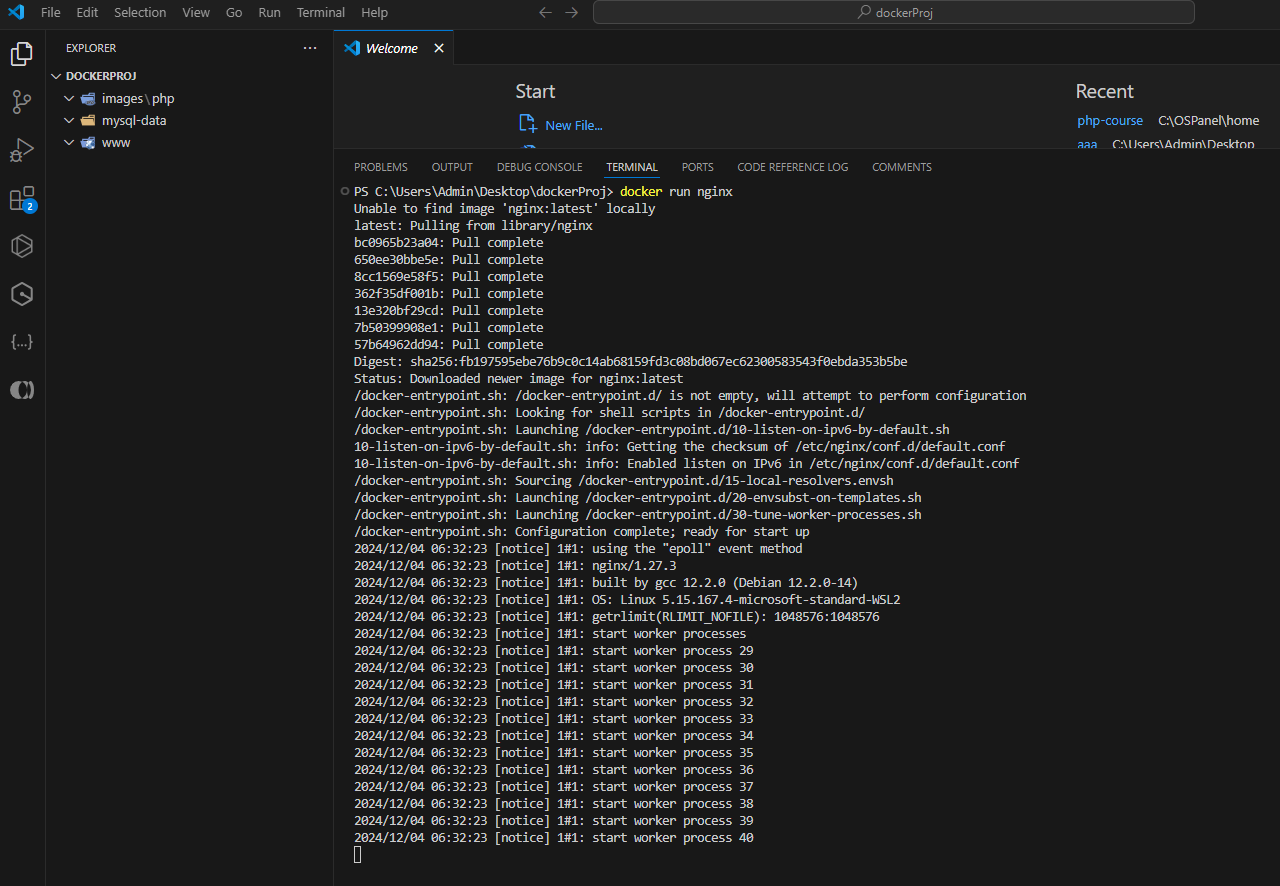 File Edit Selection View Go Run Terminal Help
dockerProj
EXPLORER
Welcome
DOCKERPROJ
images\php
mysql-data
www
2
Start
New File...
Recent
php-course C:\OSPanel\home
aaa C:\Users\Admin\Desktop
PROBLEMS OUTPUT DEBUG CONSOLE TERMINAL PORTS CODE REFERENCE LOG COMMENTS
PS C:\Users\Admin\Desktop\dockerProj> docker run nginx
Unable to find image 'nginx:latest' locally
latest: Pulling from library/nginx
bc0965b23a04: Pull complete
650ee30bbe5e: Pull complete
8cc1569e58f5: Pull complete
362f35df001b: Pull complete
13e320bf29cd: Pull complete
7b50399908e1: Pull complete
57b64962dd94: Pull complete
Digest: sha256:fb197595ebe76b9c0c14ab68159fd3c08bd067ec62300583543f0ebda353b5be
Status: Downloaded newer image for nginx:latest
/docker-entrypoint.sh: /docker-entrypoint.d/ is not empty, will attempt to perform configuration
/docker-entrypoint.sh: Looking for shell scripts in /docker-entrypoint.d/
/docker-entrypoint.sh: Launching /docker-entrypoint.d/10-listen-on-ipv6-by-default.sh
10-listen-on-ipv6-by-default.sh: info: Getting the checksum of /etc/nginx/conf.d/default.conf
10-listen-on-ipv6-by-default.sh: info: Enabled listen on IPv6 in /etc/nginx/conf.d/default.conf
/docker-entrypoint.sh: Sourcing /docker-entrypoint.d/15-local-resolvers.envsh
/docker-entrypoint.sh: Launching /docker-entrypoint.d/20-envsubst-on-templates.sh
/docker-entrypoint.sh: Launching /docker-entrypoint.d/30-tune-worker-processes.sh
/docker-entrypoint.sh: Configuration complete; ready for start up
2024/12/04 06:32:23 [notice] 1#1: using the "epoll" event method
2024/12/04 06:32:23 [notice] 1#1: nginx/1.27.3
2024/12/04 06:32:23 [notice] 1#1: built by gcc 12.2.0 (Debian 12.2.0-14)
2024/12/04 06:32:23 [notice] 1#1: OS: Linux 5.15.167.4-microsoft-standard-WSL2
2024/12/04 06:32:23 [notice] 1#1: getrlimit(RLIMIT_NOFILE): 1048576:1048576
2024/12/04 06:32:23 [notice] 1#1: start worker processes
2024/12/04 06:32:23 [notice] 1#1: start worker process 29
2024/12/04 06:32:23 [notice] 1#1: start worker process 30
2024/12/04 06:32:23 [notice] 1#1: start worker process 31
2024/12/04 06:32:23 [notice] 1#1: start worker process 32
2024/12/04 06:32:23 [notice] 1#1: start worker process 33
2024/12/04 06:32:23 [notice] 1#1: start worker process 34
2024/12/04 06:32:23 [notice] 1#1: start worker process 35
2024/12/04 06:32:23 [notice] 1#1: start worker process 36
2024/12/04 06:32:23 [notice] 1#1: start worker process 37
2024/12/04 06:32:23 [notice] 1#1: start worker process 38
2024/12/04 06:32:23 [notice] 1#1: start worker process 39
2024/12/04 06:32:23 [notice] 1#1: start worker process 40